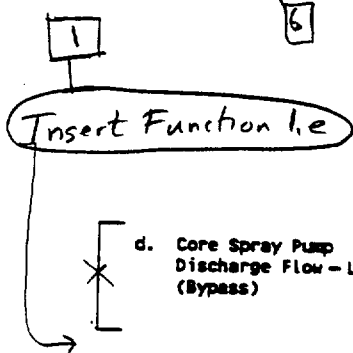 1
6
Insert Function 1.e
d. Core Spray Pump
Discharge Flow - L
(Bypass)